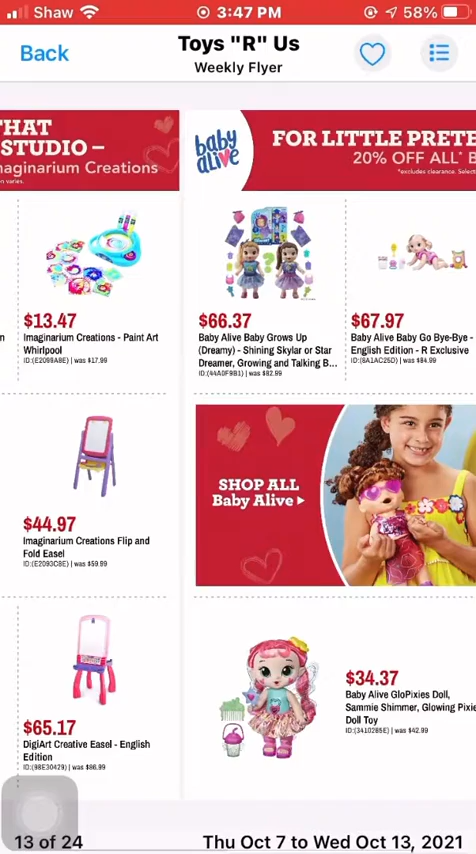 Shaw 3:47 PM 58%
Back
Toys "R" Us
Weekly Flyer
THAT
STUDIO –
maginarium Creations
n varies.
baby
alive
FOR LITTLE PRETE
20% OFF ALL* B
*excludes clearance. Select
$13.47
Imaginarium Creations - Paint Art
Whirlpool
ID:(E2099A8E) | was $17.99
m
$66.37
Baby Alive Baby Grows Up
(Dreamy) - Shining Skylar or Star
Dreamer, Growing and Talking B...
ID:(44A0F9B1) | was $82.99
$67.97
Baby Alive Baby Go Bye-Bye -
English Edition - R Exclusive
ID:(8A1AC25D) | was $84.99
$44.97
Imaginarium Creations Flip and
Fold Easel
ID:(E2093C8E) | was $59.99
SHOP ALL
Baby Alive
$65.17
DigiArt Creative Easel - English
Edition
ID:(98E30429) | was $86.99
$34.37
Baby Alive GloPixies Doll,
Sammie Shimmer, Glowing Pixie
Doll Toy
ID:(3410285E) | was $42.99
13 of 24
Thu Oct 7 to Wed Oct 13, 2021